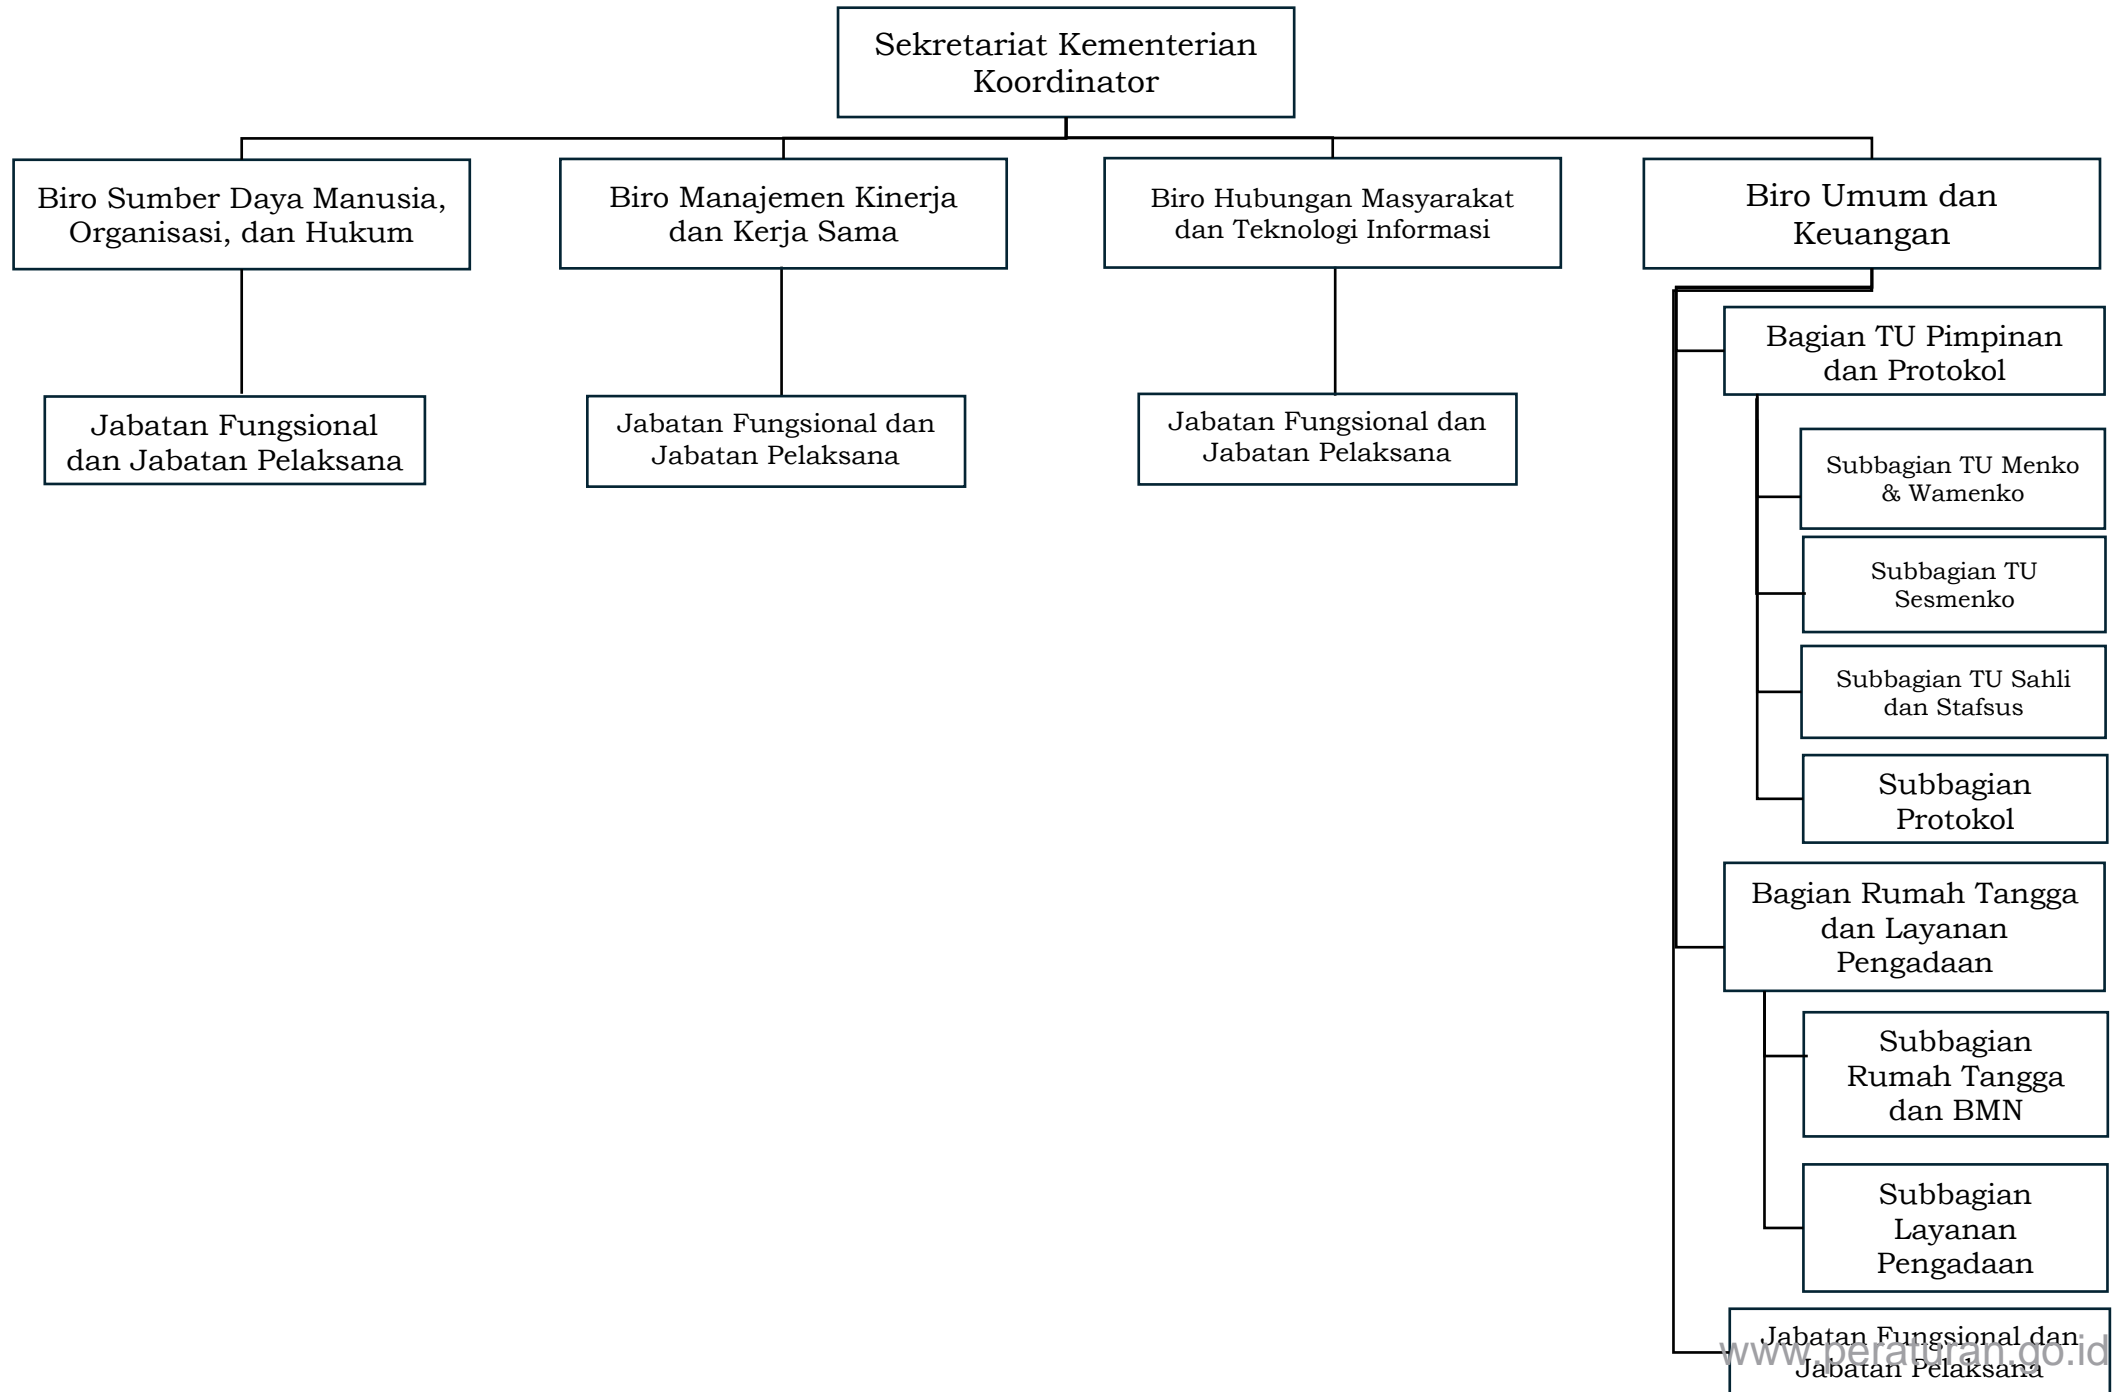 Sekretariat Kementerian
Koordinator
Biro Sumber Daya Manusia,
Organisasi, dan Hukum
Biro Manajemen Kinerja
dan Kerja Sama
Biro Hubungan Masyarakat
dan Teknologi Informasi
Biro Umum dan
Keuangan
Jabatan Fungsional
dan Jabatan Pelaksana
Jabatan Fungsional dan
Jabatan Pelaksana
Jabatan Fungsional dan
Jabatan Pelaksana
Bagian TU Pimpinan
dan Protokol
Subbagian TU Menko
& Wamenko
Subbagian TU
Sesmenko
Subbagian TU Sahli
dan Stafsus
Subbagian
Protokol
Bagian Rumah Tangga
dan Layanan
Pengadaan
Subbagian
Rumah Tangga
dan BMN
Subbagian
Layanan
Pengadaan
Jabatan Fungsional dan
Jabatan Pelaksana
www.peraturan.go.id